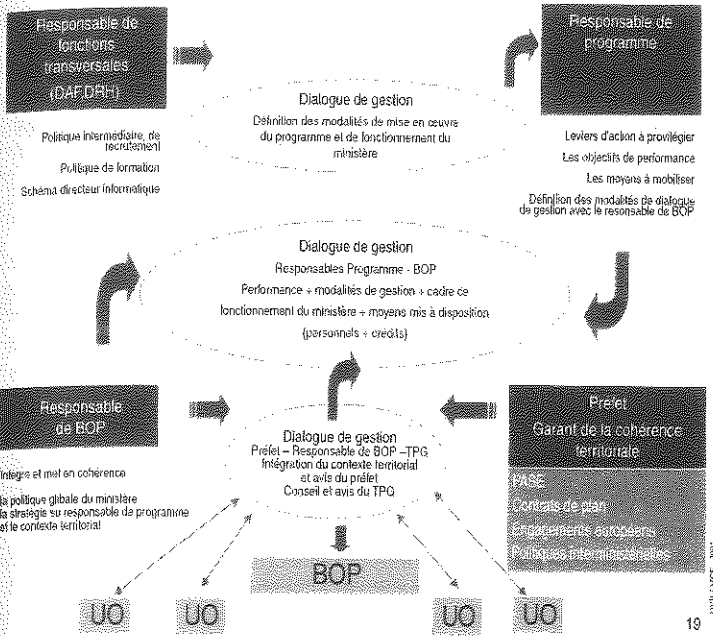 Responsable de
fonctions
transversales
(DAF.DRH)
Responsable de
programme
Dialogue de gestion
Définition des modalités de mise en œuvre
du programme et de fonctionnement du
ministère
Politique intermédiaire, de
recrutement
Politique de formation
Schéma directeur informatique
Leviers d'action à provilégier
Les objectifs de performance
Les moyens à mobiliser
Définition des modalités de dialogue
de gestion avec le resonsable de BOP
Dialogue de gestion
Responsables Programme - BOP
Performance + modalités de gestion + cadre de
fonctionnement du ministère + moyens mis à disposition
(personnels + crédits)
Responsable
de BOP
Intègre et met en cohérence
la politique globale du ministère
la stratégie su responsable de programme
et le contexte territorial
Dialogue de gestion
Préfet – Responsable de BOP –TPG
Intégration du contexte territorial
et avis du préfet
Conseil et avis du TPG
Préfet
Garant de la cohérence
territoriale
PASE
Contrats de plan
Engagements européens
Politiques interministérielles
BOP
UO
UO
UO
UO
19